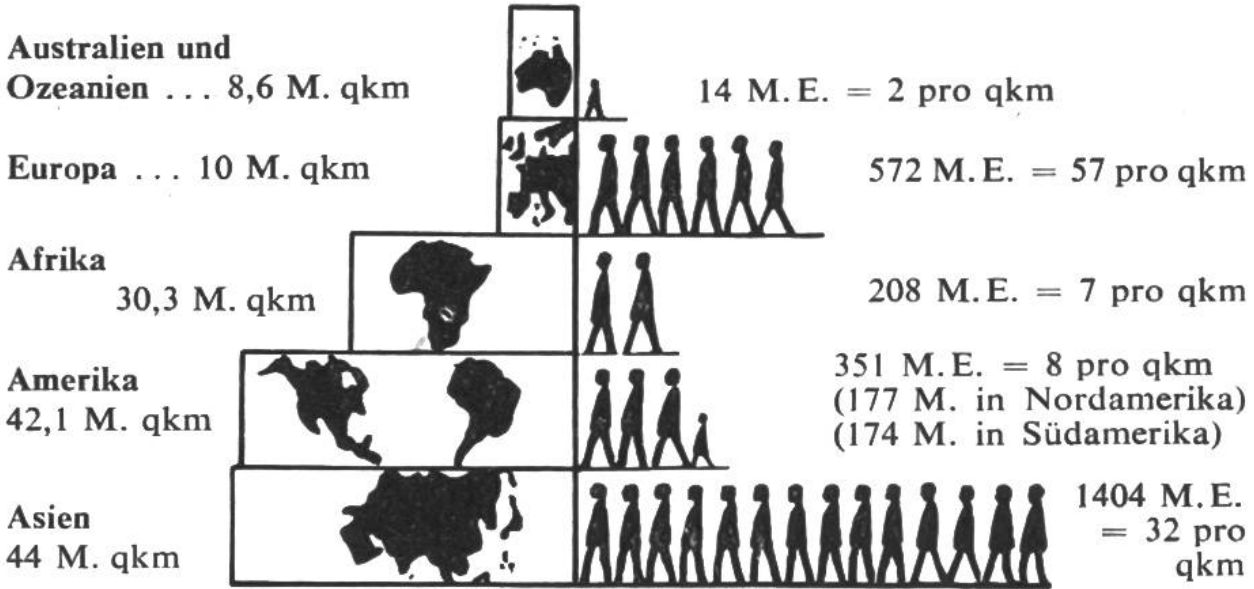 Australien und
Ozeanien ... 8,6 M. qkm
14 M.E. = 2 pro qkm
Europa ... 10 M. qkm
572 M.E. = 57 pro qkm
Afrika
30,3 M. qkm
208 M.E. = 7 pro qkm
Amerika
42,1 M. qkm
351 M.E. = 8 pro qkm
(177 M. in Nordamerika)
(174 M. in Südamerika)
Asien
44 M. qkm
1404 M.E.
= 32 pro
qkm